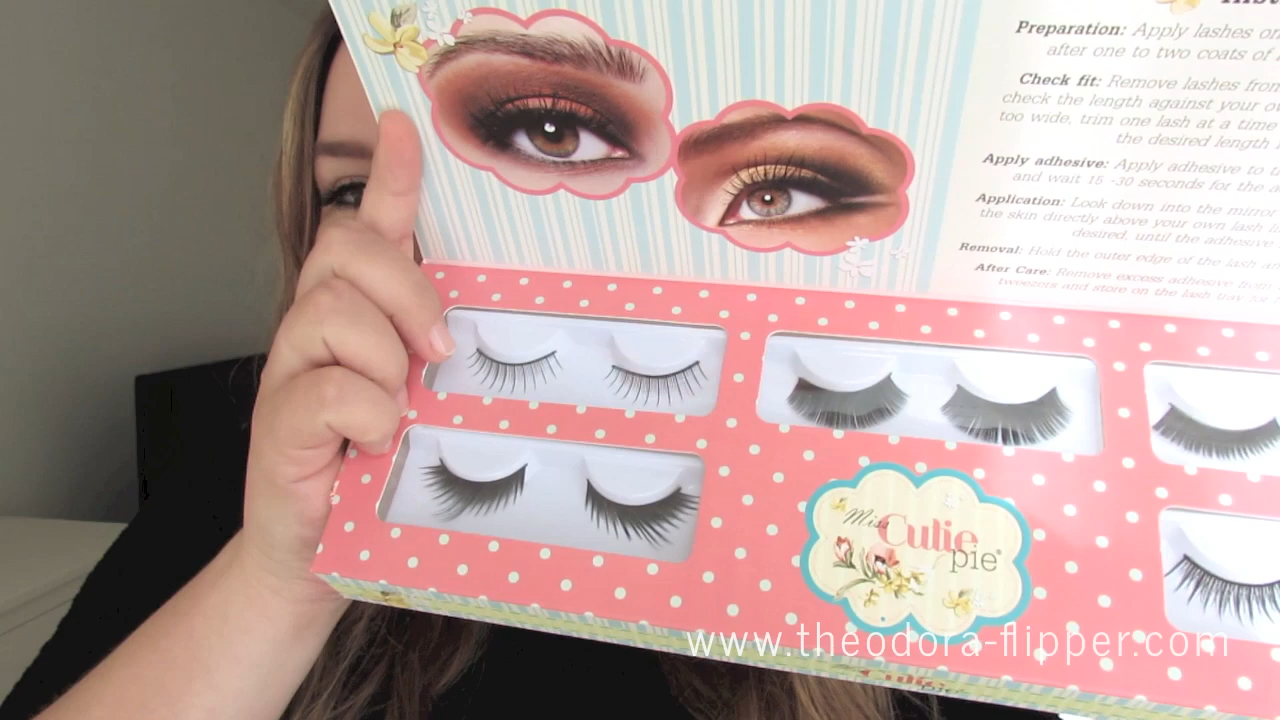 Preparation: Apply lashes on
after one to two coats of
Check fit: Remove lashes from
check the length against your ow
too wide, trim one lash at a time
the desired length
Apply adhesive: Apply adhesive to t
and wait 15 -30 seconds for the a
Application: Look down into the mirror
the skin directly above your own lash li
desired, until the adhesive
Removal: Hold the outer edge of the lash an
After Care: Remove excess adhesive from
tweezers and store on the lash tray for
Miss
Cutie
pie®
www.theodora-flipper.com
Cutie